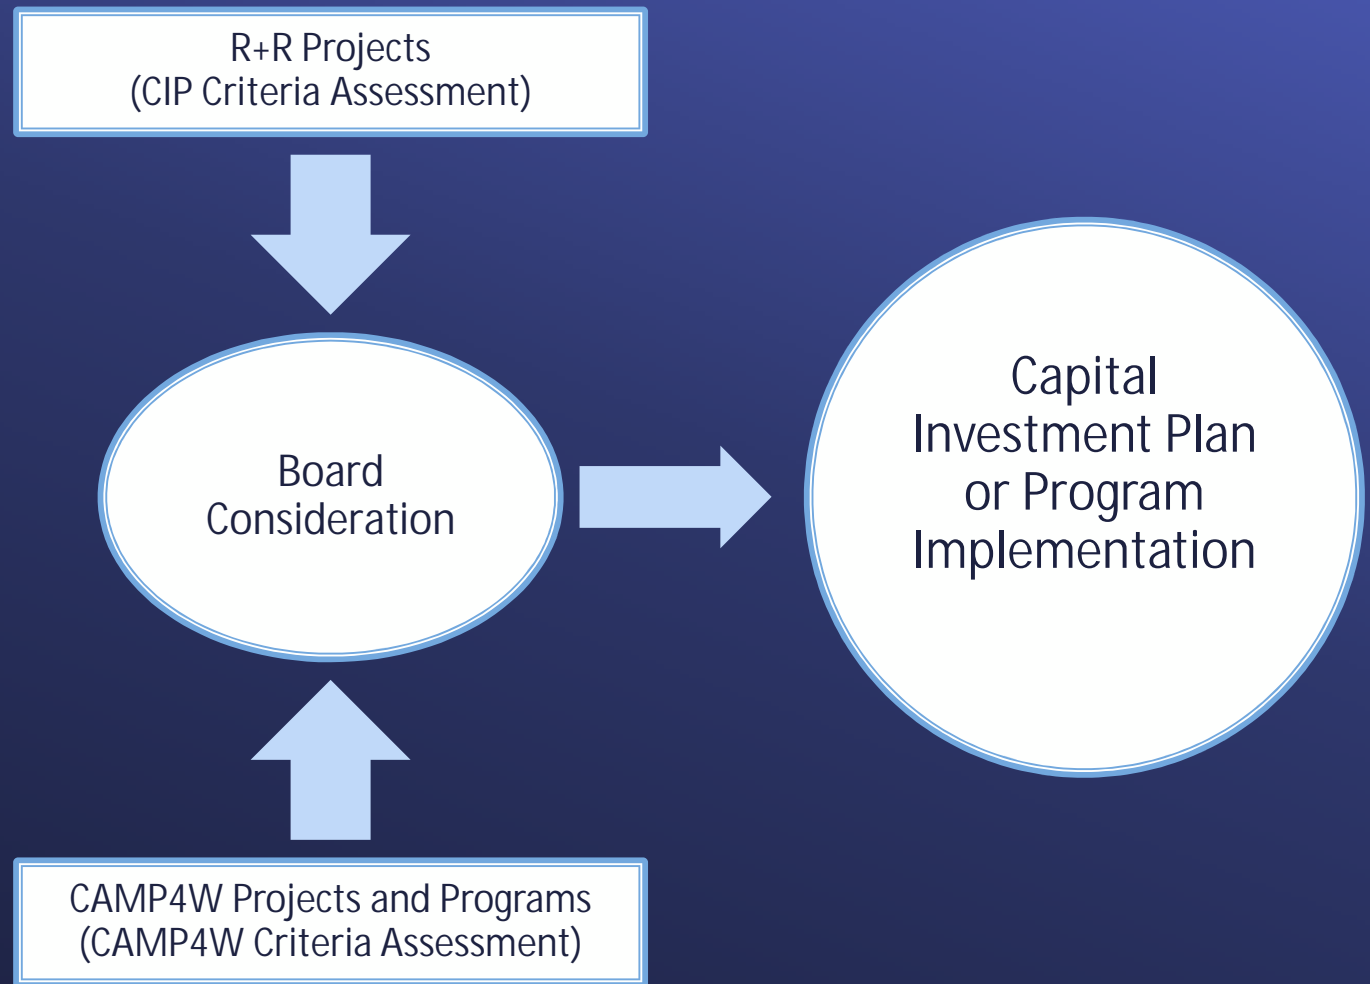 R+R Projects
(CIP Criteria Assessment)
Board
Consideration
Capital
Investment Plan
or Program
Implementation
CAMP4W Projects and Programs
(CAMP4W Criteria Assessment)